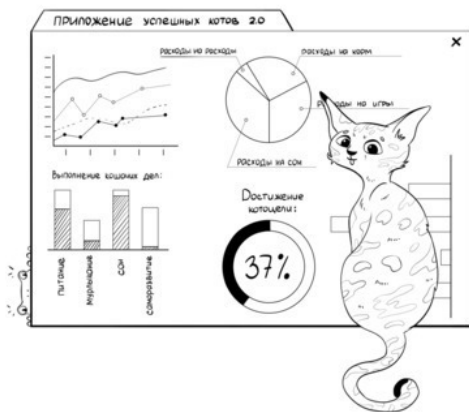 ПРИЛОЖЕНИЕ УСПЕШНЫХ КОТОВ 2.0
РАСХОДЫ НА РАСХОДЫ
РАСХОДЫ НА КОРМ
РАСХОДЫ НА ИГРЫ
РАСХОДЫ НА СОН
Выполнение кошачих дел:
ПИТАНИЕ
МУРЛЫКАНИЕ
СОН
САМОРАЗВИТИЕ
Достижение
котоцели:
37%